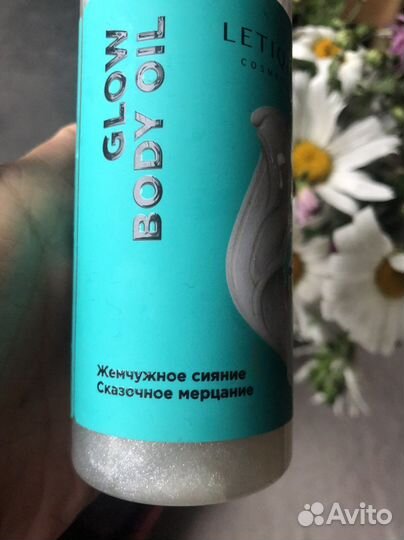 GLOW
BODY OIL
Жемчужное сияние
Сказочное мерцание
Avito